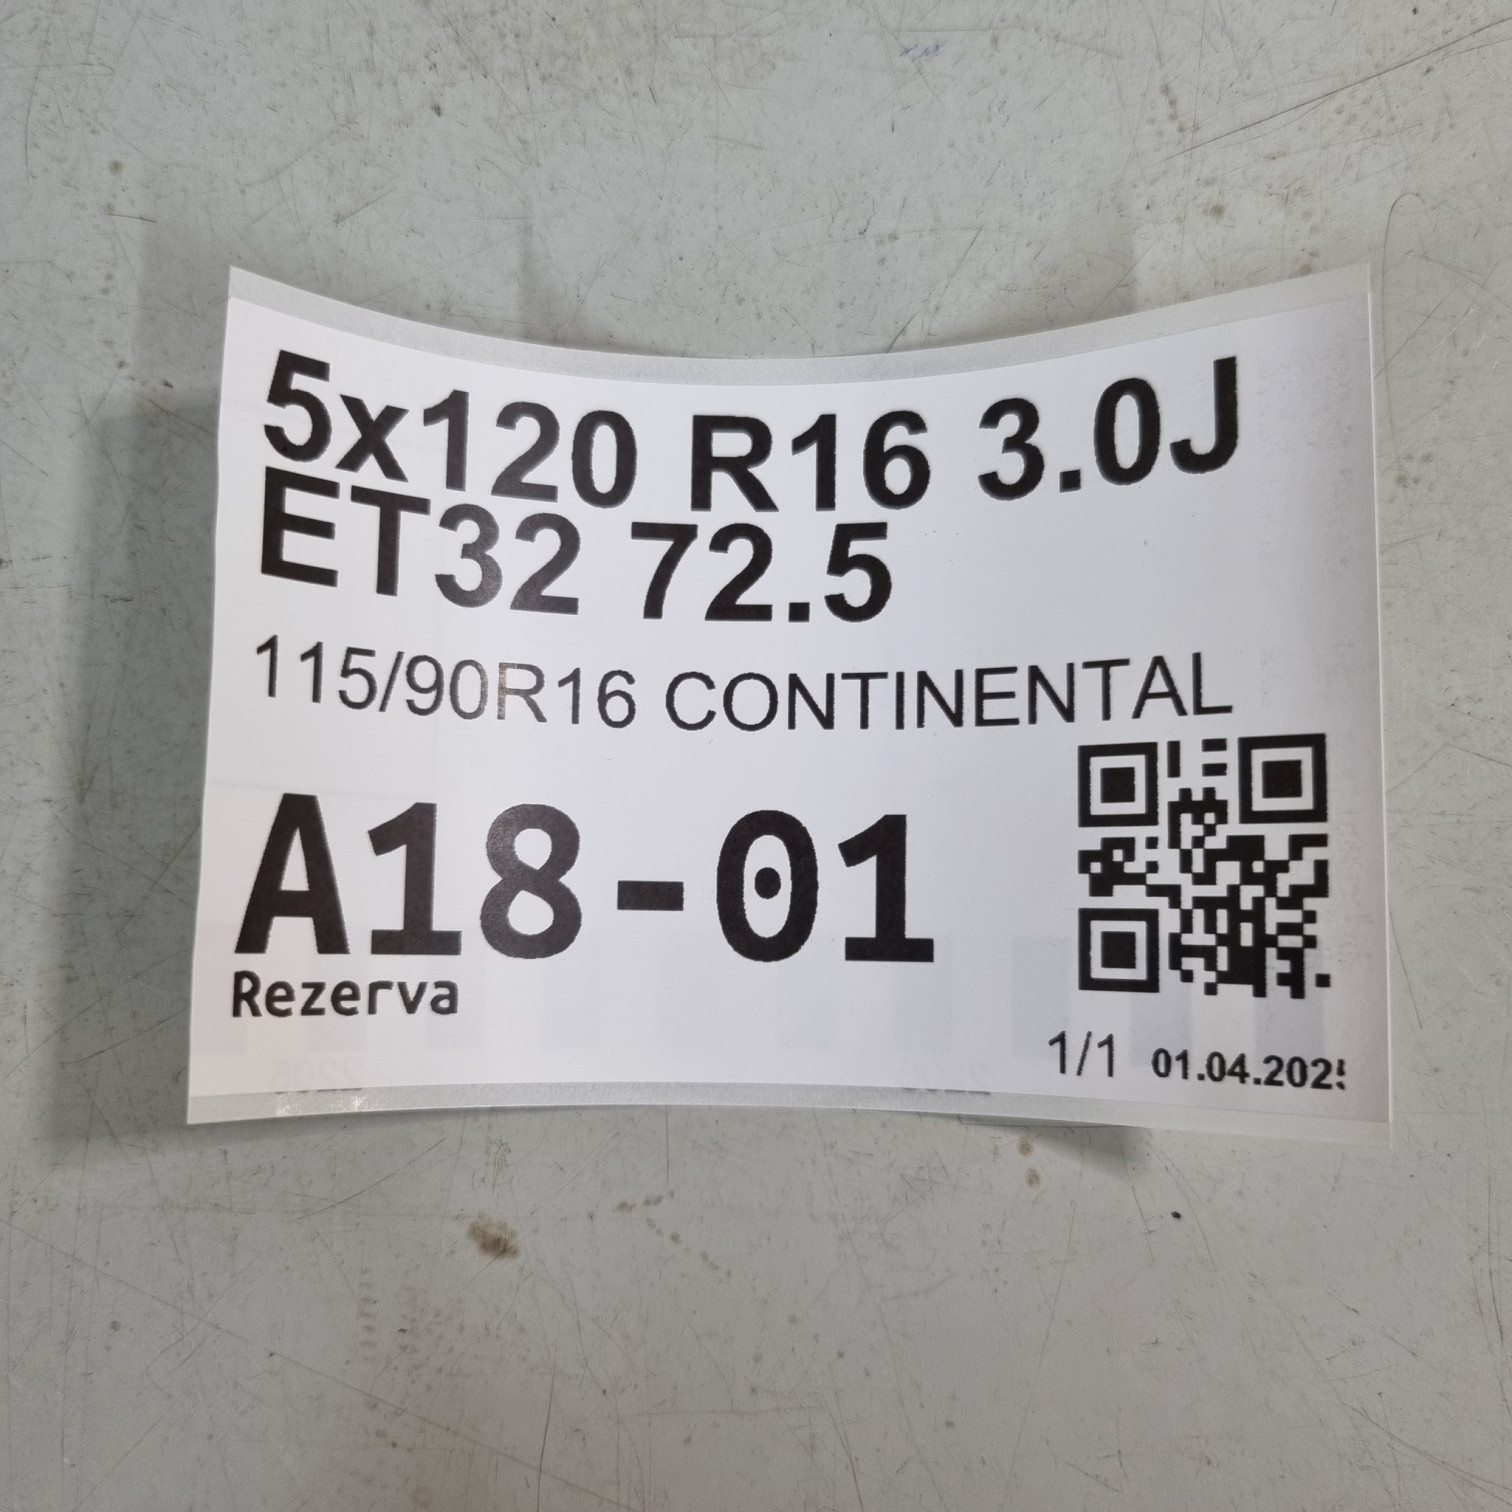 5x120 R16 3.0J
ET32 72.5
115/90R16 CONTINENTAL
A18-01
Rezerva
1/1 01.04.2025